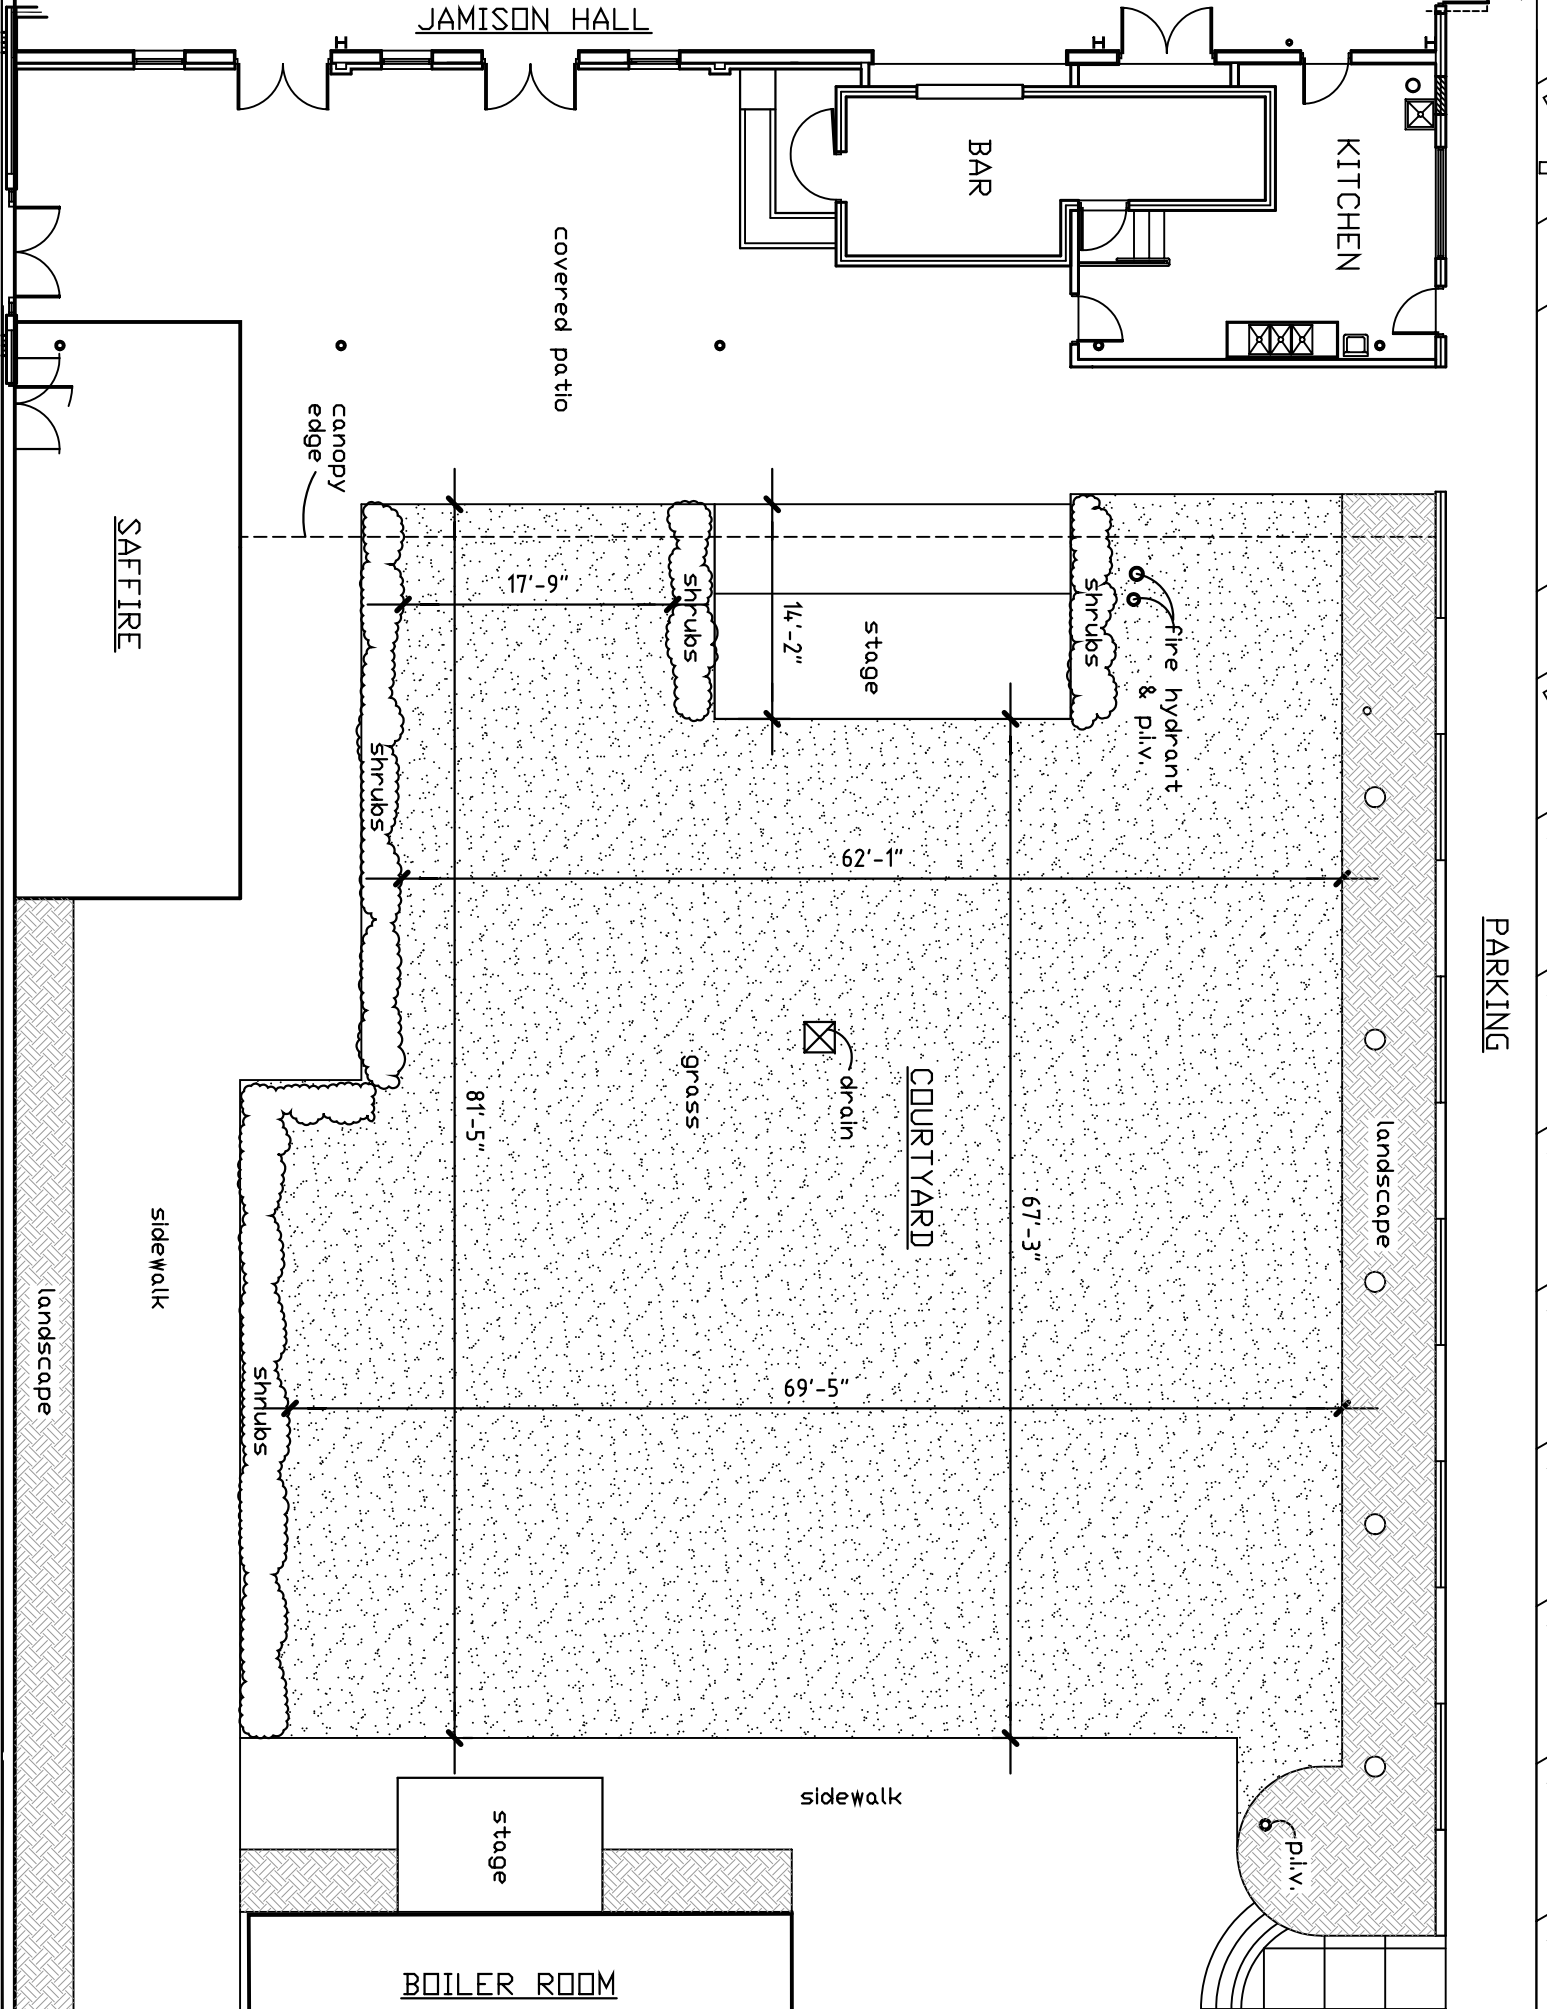 JAMISON HALL
BAR
KITCHEN
covered patio
canopy
edge
SAFFIRE
17'-9"
shrubs
14'-2"
stage
shrubs
fire hydrant
& p.i.v.
shrubs
62'-1"
PARKING
drain
grass
COURTYARD
81'-5"
67'-3"
landscape
sidewalk
landscape
shrubs
69'-5"
sidewalk
stage
p.i.v.
BOILER ROOM